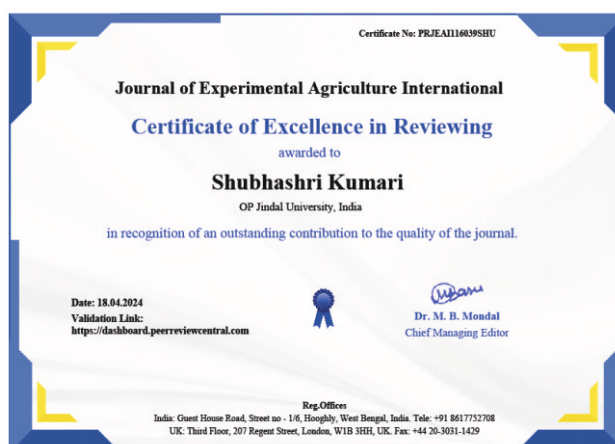 Certificate No: PRJEAI116039SHU
Journal of Experimental Agriculture International
Certificate of Excellence in Reviewing
awarded to
Shubhashri Kumari
OP Jindal University, India
in recognition of an outstanding contribution to the quality of the journal.
Date: 18.04.2024
Validation Link:
https://dashboard.peerreviewcentral.com
Dr. M. B. Mondal
Chief Managing Editor
Reg.Offices
India: Guest House Road, Street no - 1/6, Hooghly, West Bengal, India. Tele: +91 8617752708
UK: Third Floor, 207 Regent Street, London, W1B 3HH, UK. Fax: +44 20-3031-1429